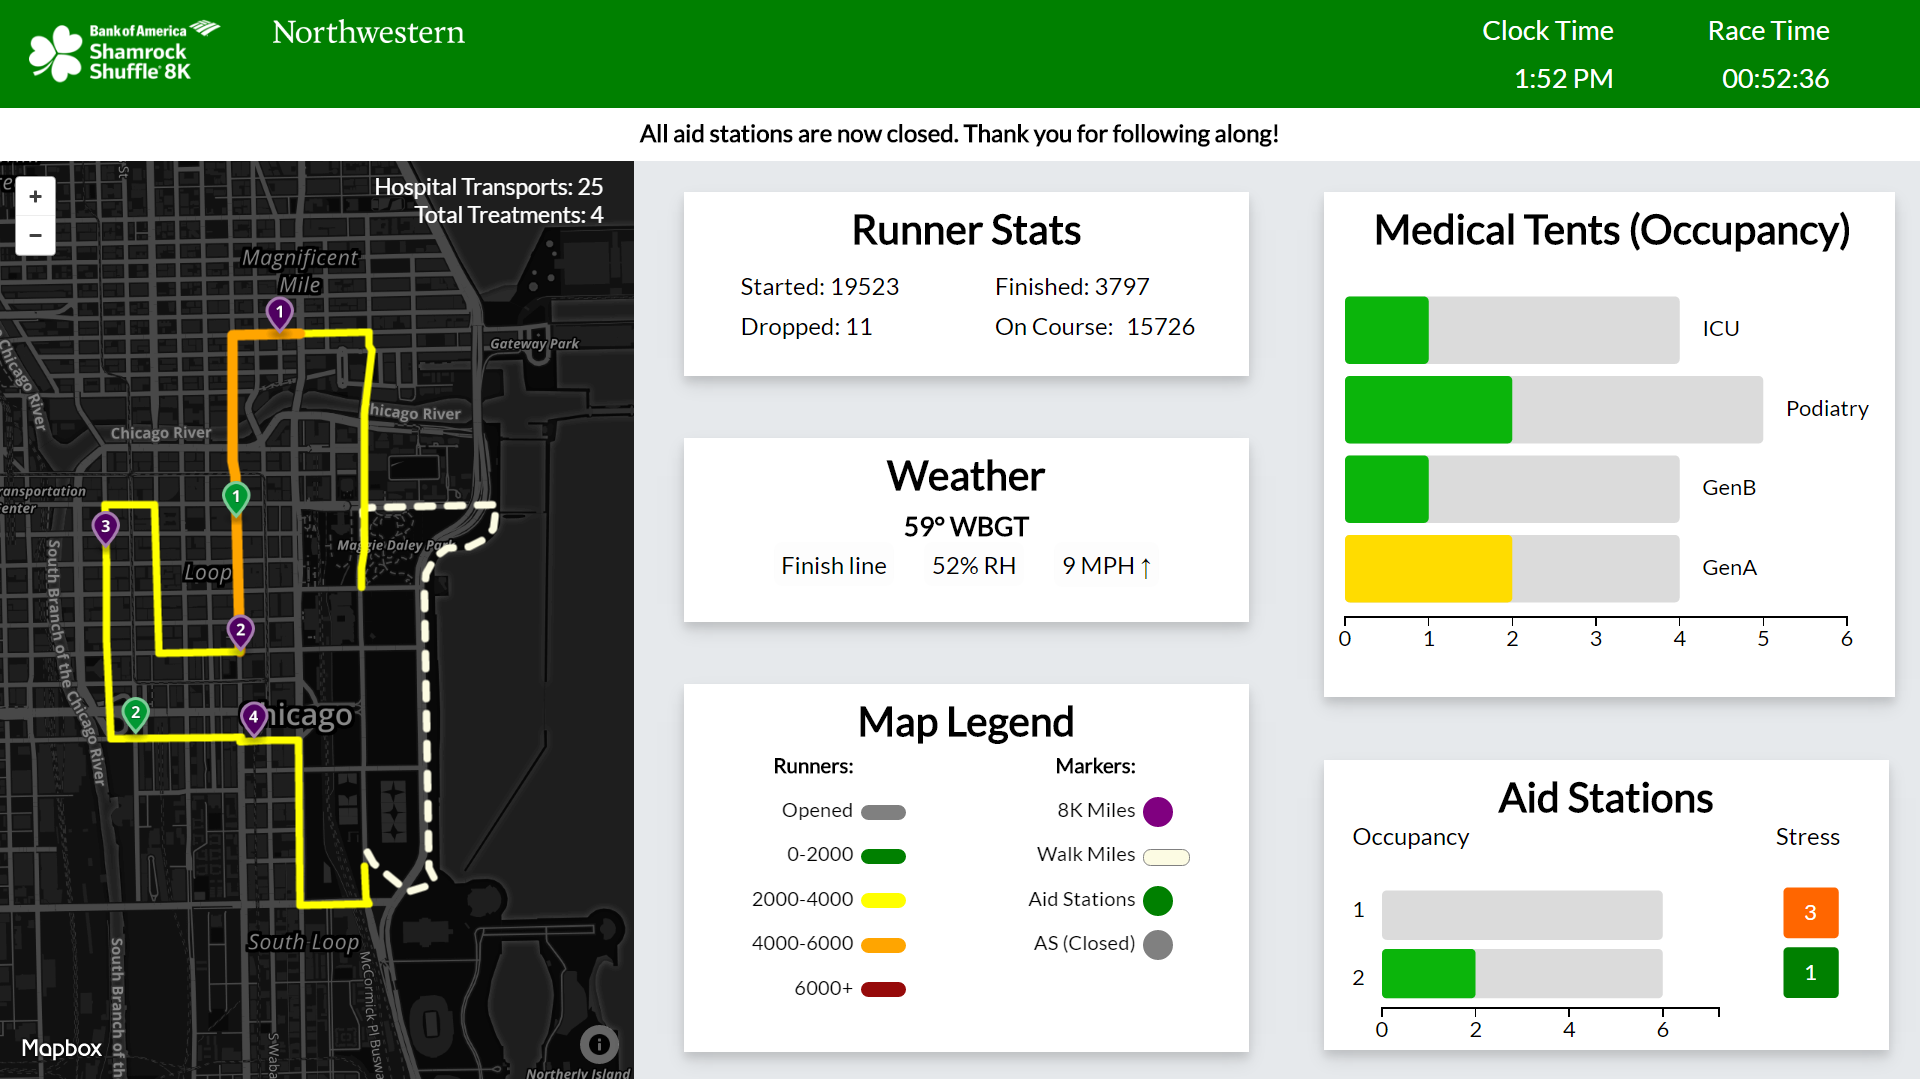 Bank of America
Shamrock
Shuffle 8K
Northwestern
Clock Time
1:52 PM
Race Time
00:52:36
All aid stations are now closed. Thank you for following along!
+
−
Hospital Transports: 25
Total Treatments: 4
Magnificent
Mile
1
Gateway Park
Chicago River
hicago River
Chicago River
ansportation
enter
1
3
Maggie Daley Park
Loop
2
South Branch of the Chicago River
2
4
hicago
South Loop
South Branch of the
McCormick Pl Busway
S Waba
Mapbox
Northerly Island
Runner Stats
Started: 19523
Finished: 3797
Dropped: 11
On Course: 15726
Weather
59° WBGT
Finish line
52% RH
9 MPH ↑
Map Legend
Runners:
Markers:
Opened
8K Miles
0-2000
Walk Miles
2000-4000
Aid Stations
4000-6000
AS (Closed)
6000+
Medical Tents (Occupancy)
ICU
Podiatry
GenB
GenA
0 1 2 3 4 5 6
Aid Stations
Occupancy
Stress
1
3
2
1
0 2 4 6